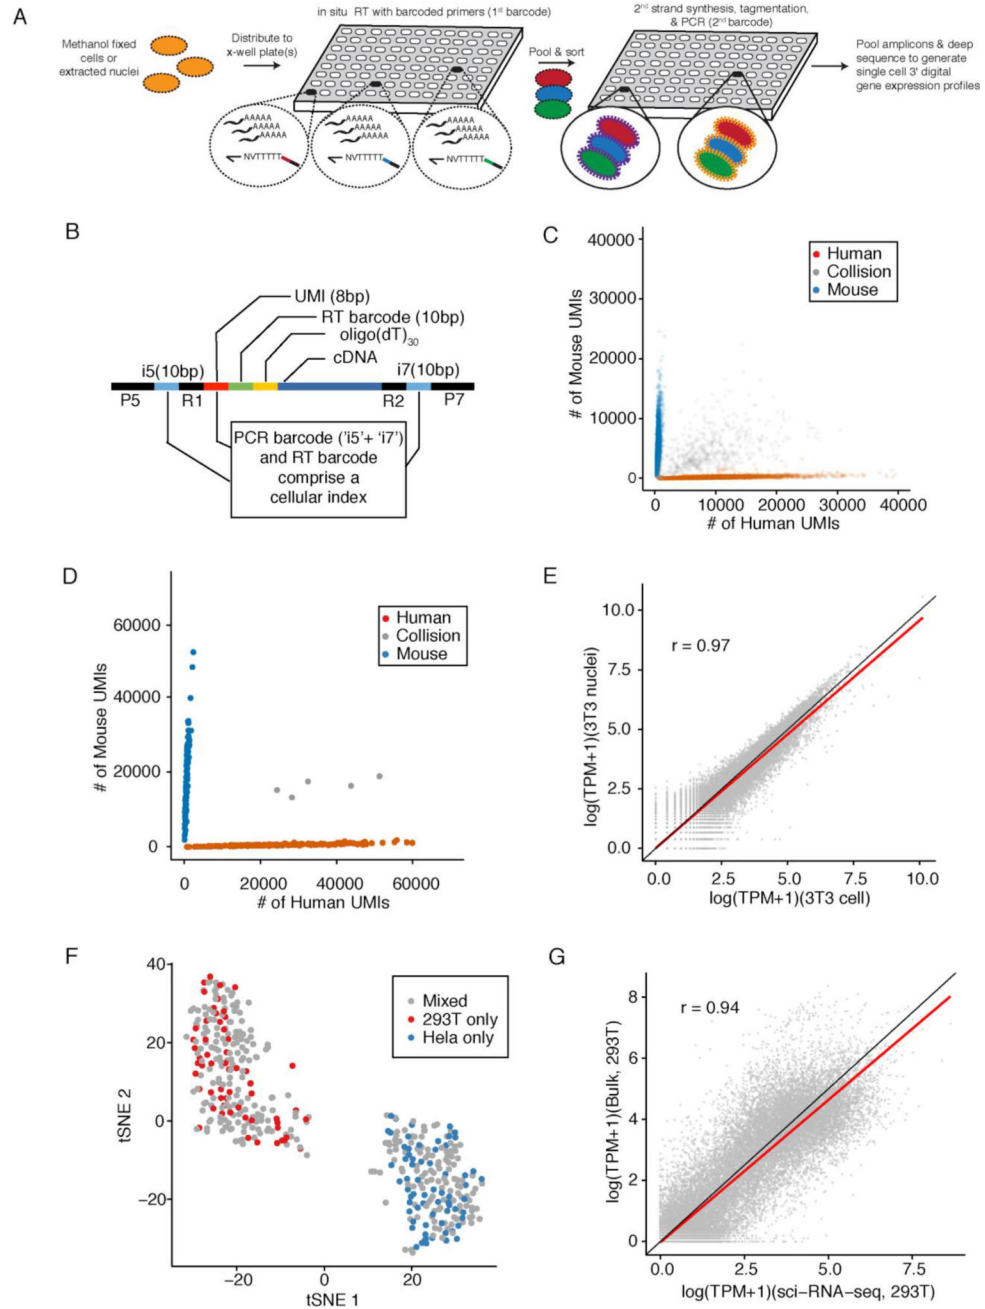 A
Methanol fixed
cells or
extracted nuclei
Distribute to
x-well plate(s)
in situ RT with barcoded primers (1st barcode)
Pool & sort
2nd strand synthesis, tagmentation,
& PCR (2nd barcode)
Pool amplicons & deep
sequence to generate
single cell 3' digital
gene expression profiles
AAAAA
AAAAA
AAAAA
NVTTTTT
AAAAA
AAAAA
AAAAA
NVTTTTT
AAAAA
AAAAA
AAAAA
NVTTTTT
B
UMI (8bp)
RT barcode (10bp)
oligo(dT)30
cDNA
i5(10bp)
i7(10bp)
P5
R1
R2
P7
PCR barcode ('i5'+ ‘i7’)
and RT barcode
comprise a
cellular index
C
# of Mouse UMIs
40000
30000
20000
10000
0
Human
Collision
Mouse
0 10000 20000 30000 40000
# of Human UMIs
D
# of Mouse UMIs
60000
40000
20000
0
Human
Collision
Mouse
0 20000 40000 60000
# of Human UMIs
E
log(TPM+1)(3T3 nuclei)
10.0
7.5
5.0
2.5
0.0
r = 0.97
0.0 2.5 5.0 7.5 10.0
log(TPM+1)(3T3 cell)
F
tSNE 2
40
20
0
−20
Mixed
293T only
Hela only
−20 0 20
tSNE 1
G
log(TPM+1)(Bulk, 293T)
8
6
4
2
0
r = 0.94
0.0 2.5 5.0 7.5
log(TPM+1)(sci−RNA−seq, 293T)